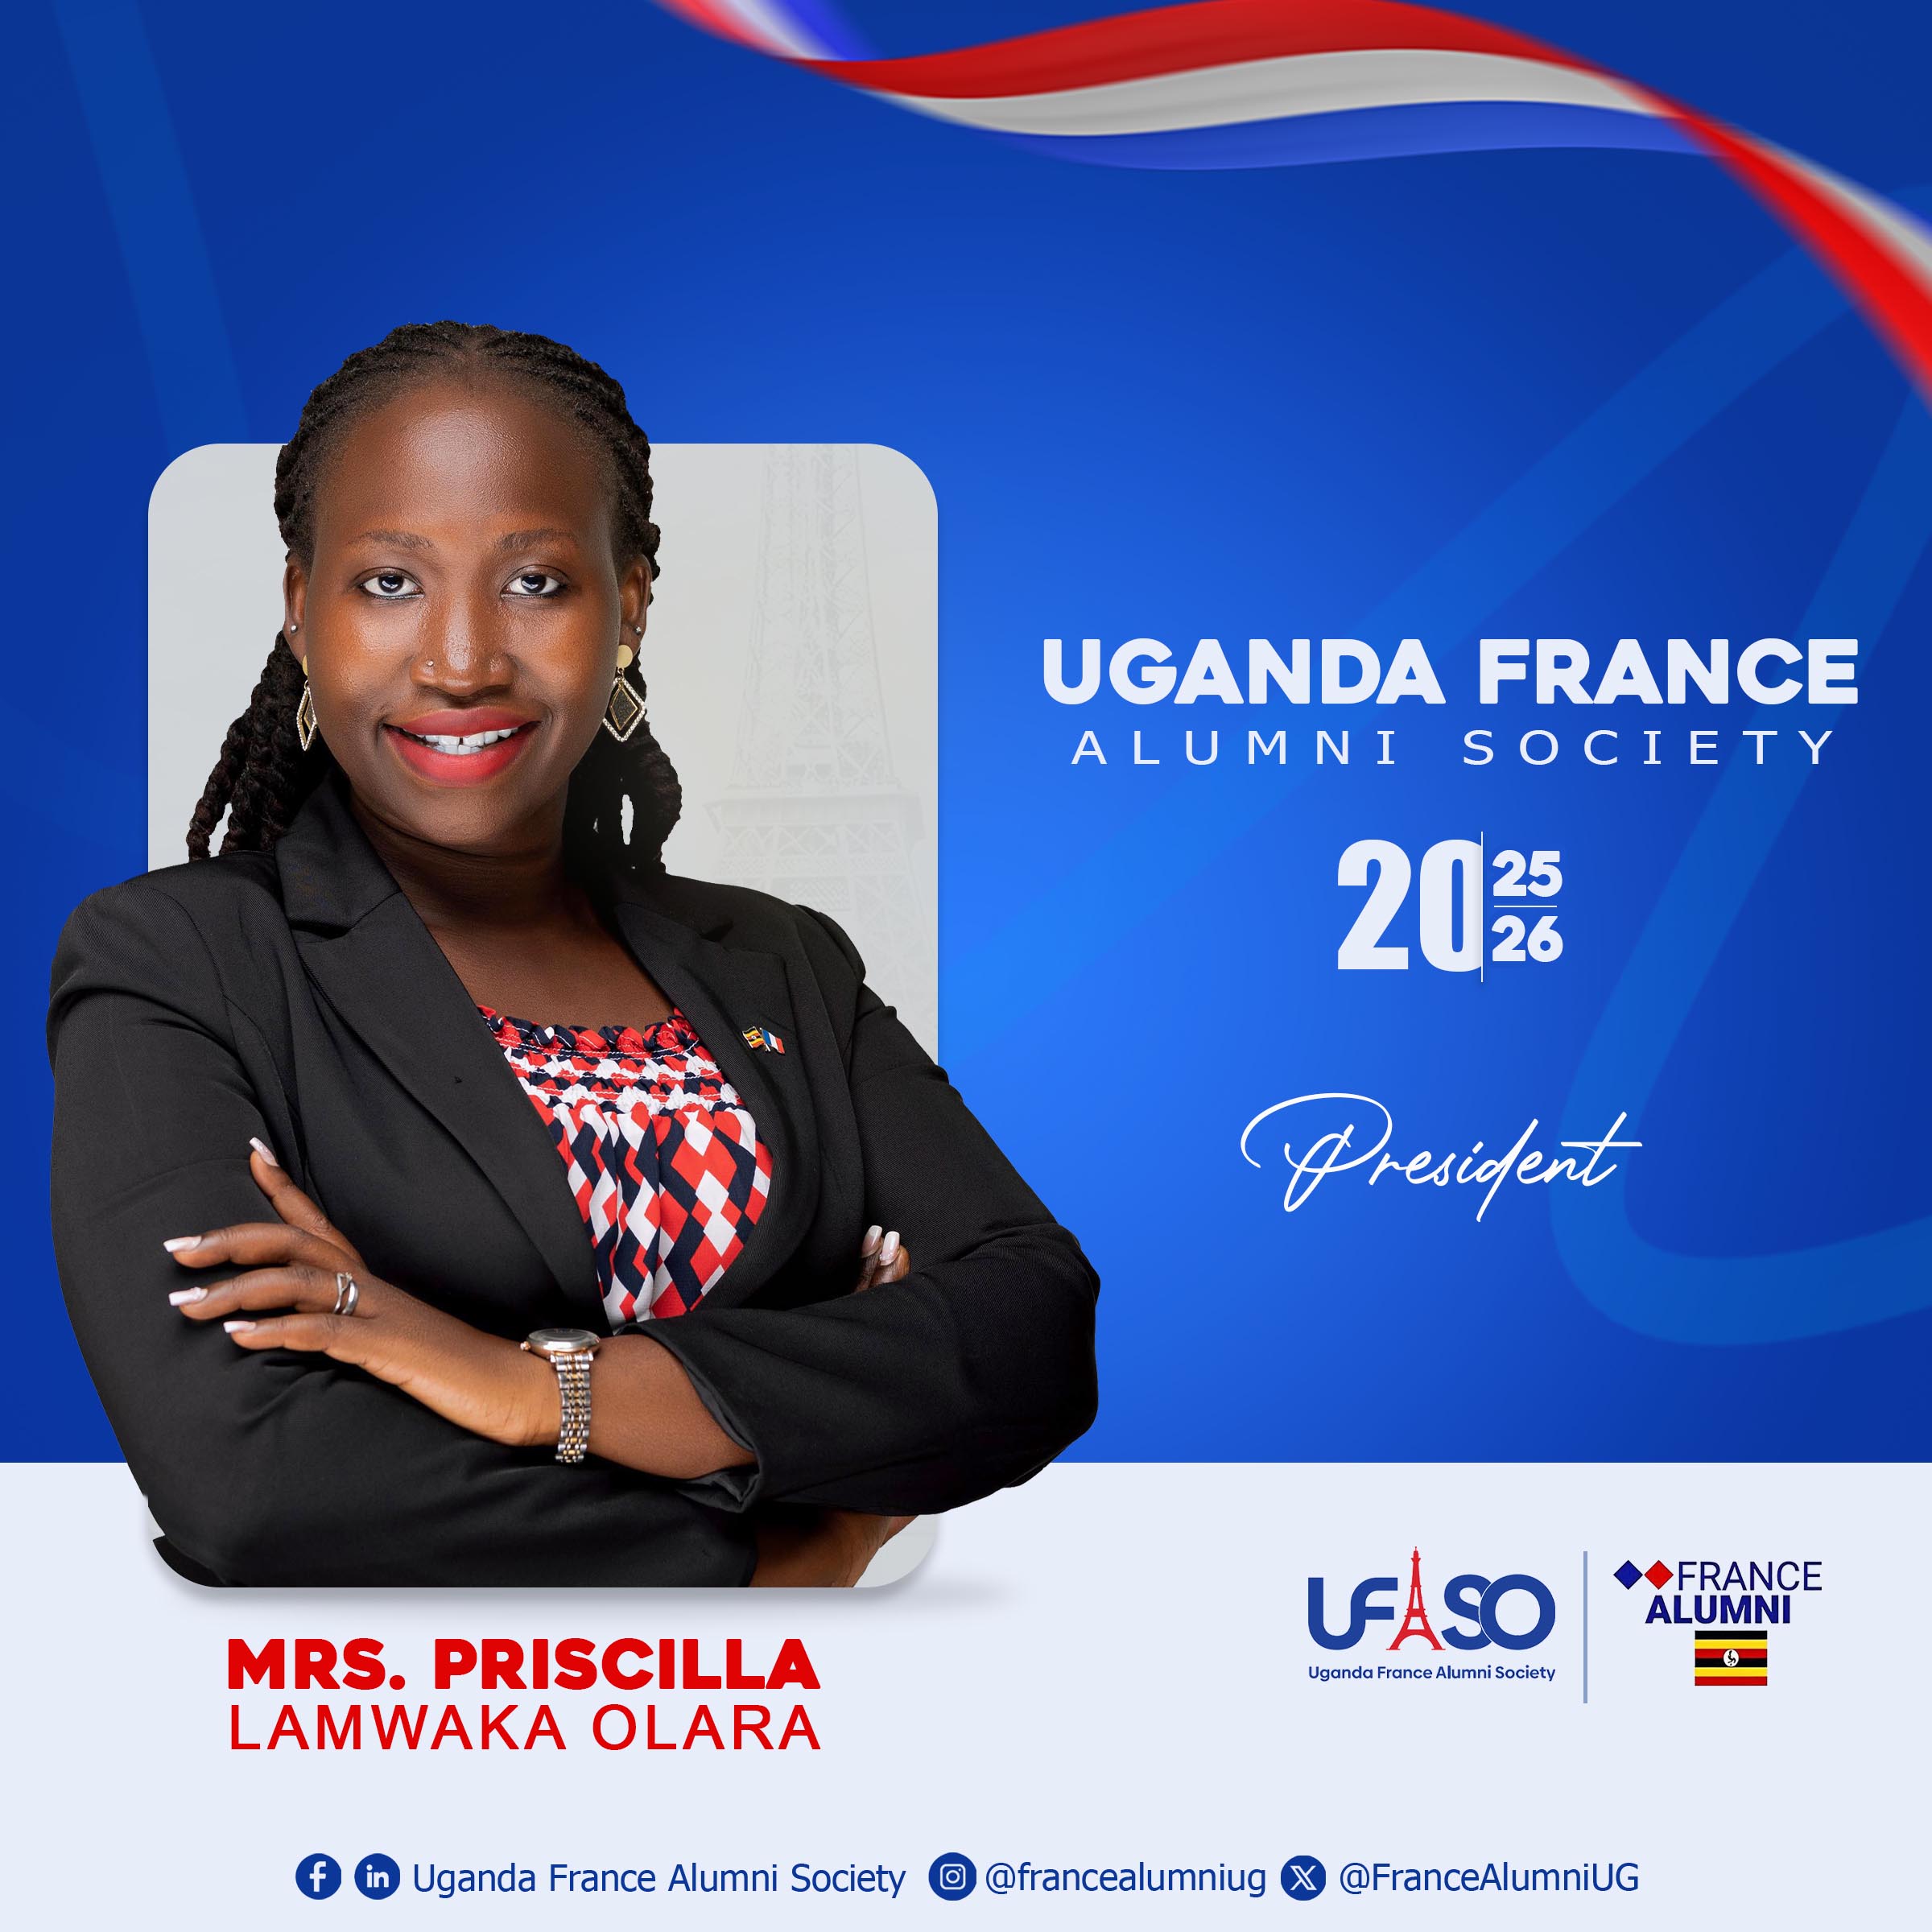 UGANDA FRANCE
ALUMNI SOCIETY
20 25
26
President
UFASO
Uganda France Alumni Society
FRANCE
ALUMNI
MRS. PRISCILLA
LAMWAKA OLARA
Uganda France Alumni Society @francealumniug @FranceAlumniUG